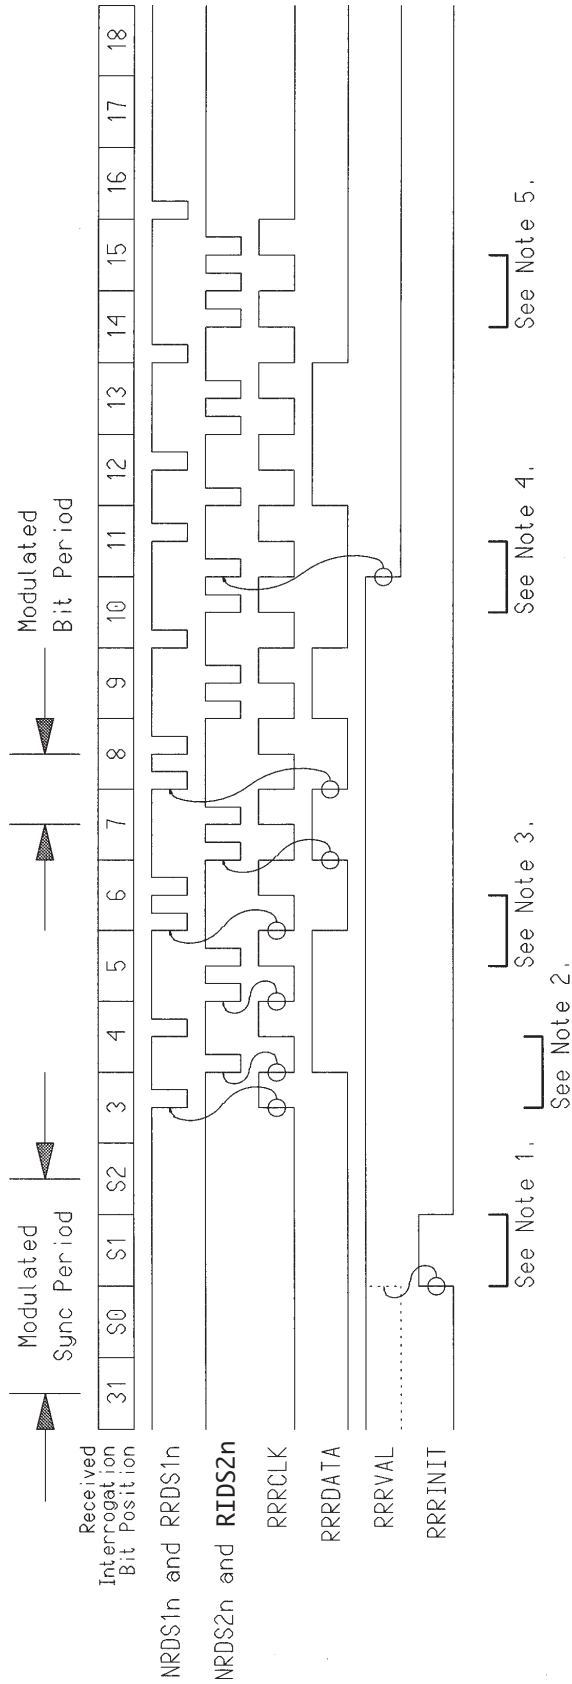 Modulated
Sync Period
Modulated
Bit Period
Received
Interrogation
Bit Position
31 S0 S1 S2 3 4 5 6 7 8 9 10 11 12 13 14 15 16 17 18
NRDS1n and RRDS1n
NRDS2n and RIDS2n
RRRCLK
RRRDATA
RRRVAL
RRRINIT
See Note 1.
See Note 2.
See Note 3.
See Note 4.
See Note 5.